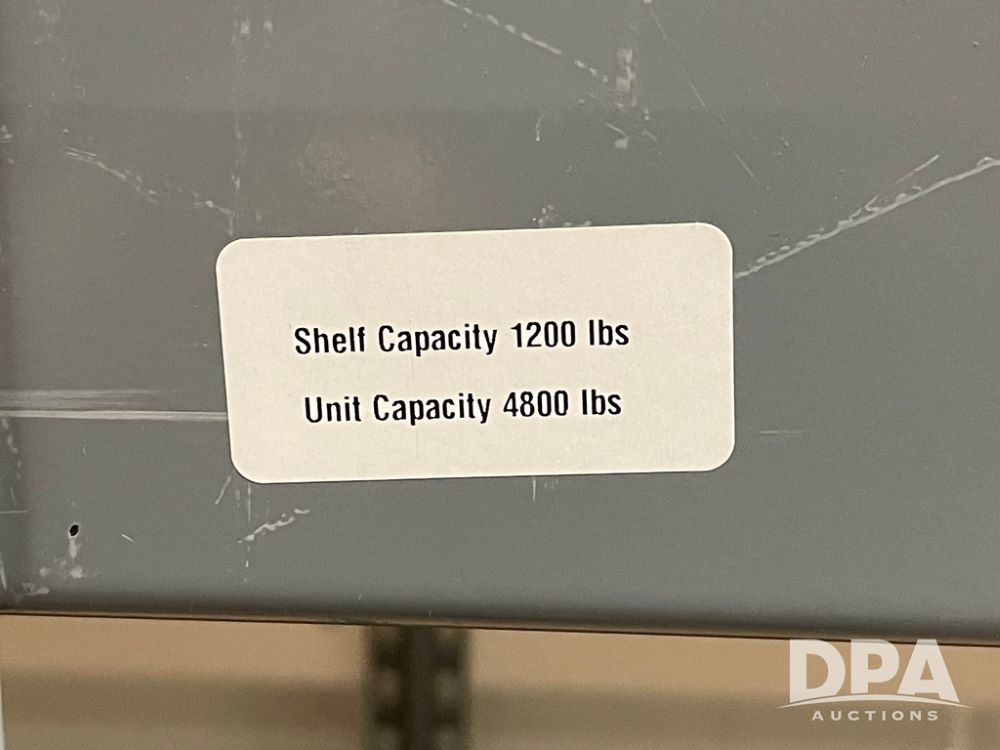 Shelf Capacity 1200 lbs
Unit Capacity 4800 lbs
DPA
AUCTIONS